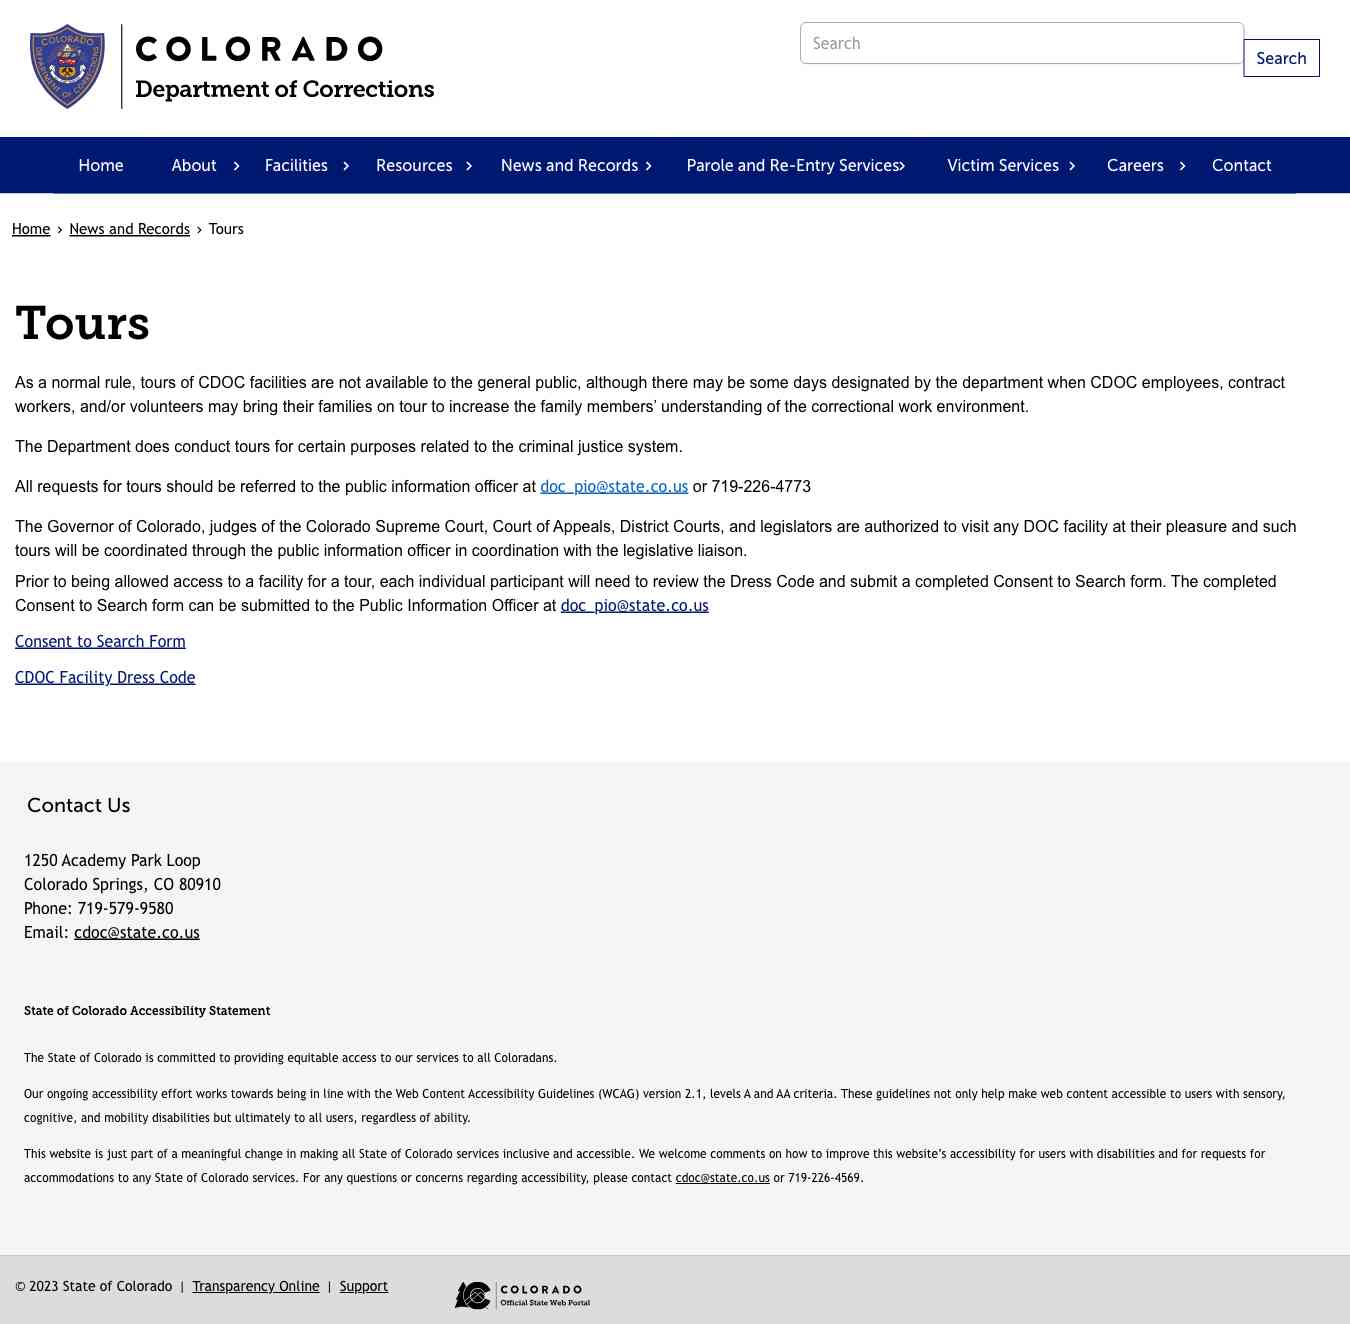 COLORADO
Department of Corrections
Search
Search
Home About Facilities Resources News and Records Parole and Re-Entry Services Victim Services Careers Contact
Home › News and Records › Tours
Tours
As a normal rule, tours of CDOC facilities are not available to the general public, although there may be some days designated by the department when CDOC employees, contract
workers, and/or volunteers may bring their families on tour to increase the family members’ understanding of the correctional work environment.
The Department does conduct tours for certain purposes related to the criminal justice system.
All requests for tours should be referred to the public information officer at doc_pio@state.co.us or 719-226-4773
The Governor of Colorado, judges of the Colorado Supreme Court, Court of Appeals, District Courts, and legislators are authorized to visit any DOC facility at their pleasure and such
tours will be coordinated through the public information officer in coordination with the legislative liaison.
Prior to being allowed access to a facility for a tour, each individual participant will need to review the Dress Code and submit a completed Consent to Search form. The completed
Consent to Search form can be submitted to the Public Information Officer at doc_pio@state.co.us
Consent to Search Form
CDOC Facility Dress Code
Contact Us
1250 Academy Park Loop
Colorado Springs, CO 80910
Phone: 719-579-9580
Email: cdoc@state.co.us
State of Colorado Accessibility Statement
The State of Colorado is committed to providing equitable access to our services to all Coloradans.
Our ongoing accessibility effort works towards being in line with the Web Content Accessibility Guidelines (WCAG) version 2.1, levels A and AA criteria. These guidelines not only help make web content accessible to users with sensory,
cognitive, and mobility disabilities but ultimately to all users, regardless of ability.
This website is just part of a meaningful change in making all State of Colorado services inclusive and accessible. We welcome comments on how to improve this website’s accessibility for users with disabilities and for requests for
accommodations to any State of Colorado services. For any questions or concerns regarding accessibility, please contact cdoc@state.co.us or 719-226-4569.
© 2023 State of Colorado | Transparency Online | Support
COLORADO
Official State Web Portal